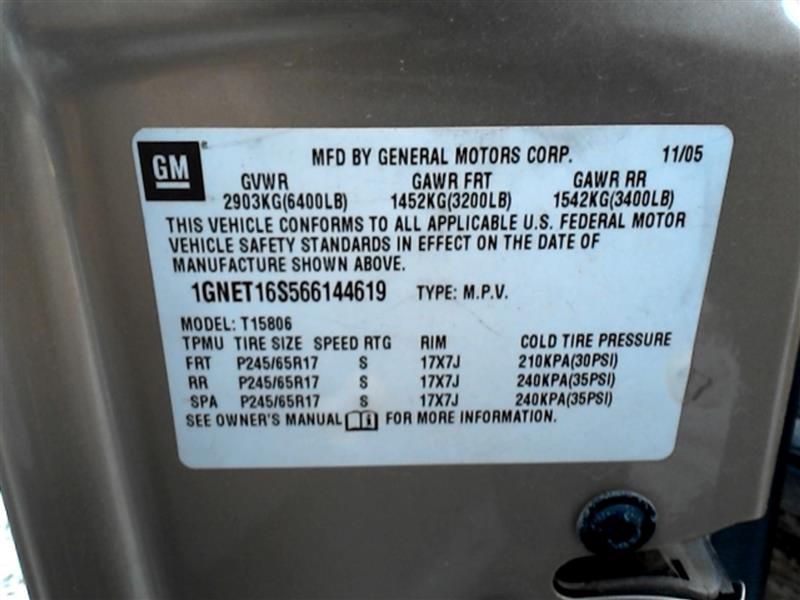 GM MFD BY GENERAL MOTORS CORP. 11/05
GVWR GAWR FRT GAWR RR
2903KG(6400LB) 1452KG(3200LB) 1542KG(3400LB)
THIS VEHICLE CONFORMS TO ALL APPLICABLE U.S. FEDERAL MOTOR
VEHICLE SAFETY STANDARDS IN EFFECT ON THE DATE OF
MANUFACTURE SHOWN ABOVE.
1GNET16S566144619 TYPE: M.P.V.
MODEL: T15806
TPMU TIRE SIZE SPEED RTG RIM COLD TIRE PRESSURE
FRT P245/65R17 S 17X7J 210KPA(30PSI)
RR P245/65R17 S 17X7J 240KPA(35PSI)
SPA P245/65R17 S 17X7J 240KPA(35PSI)
SEE OWNER'S MANUAL FOR MORE INFORMATION.